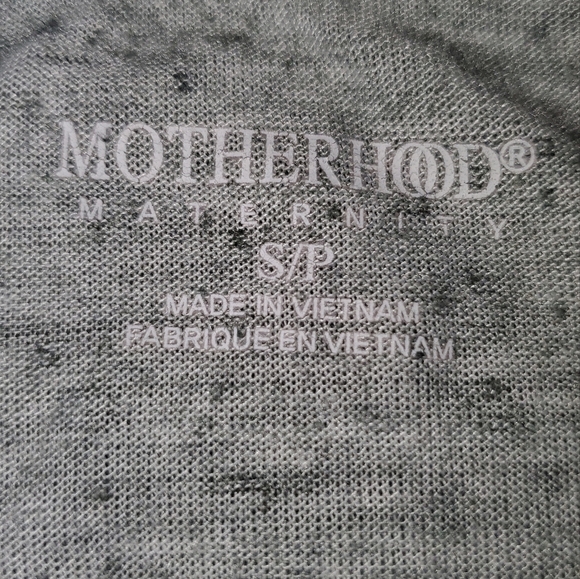 MOTHERHOOD®
MATERNITY
S/P
MADE IN VIETNAM
FABRIQUE EN VIETNAM